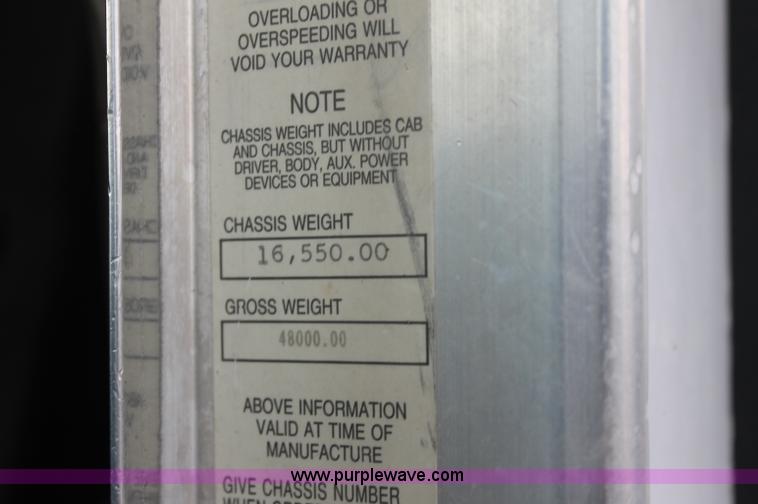 OVERLOADING OR
OVERSPEEDING WILL
VOID YOUR WARRANTY
NOTE
CHASSIS WEIGHT INCLUDES CAB
AND CHASSIS, BUT WITHOUT
DRIVER, BODY, AUX. POWER
DEVICES OR EQUIPMENT
CHASSIS WEIGHT
16,550.00
GROSS WEIGHT
48000.00
ABOVE INFORMATION
VALID AT TIME OF
MANUFACTURE
www.purplewave.com
GIVE CHASSIS NUMBER